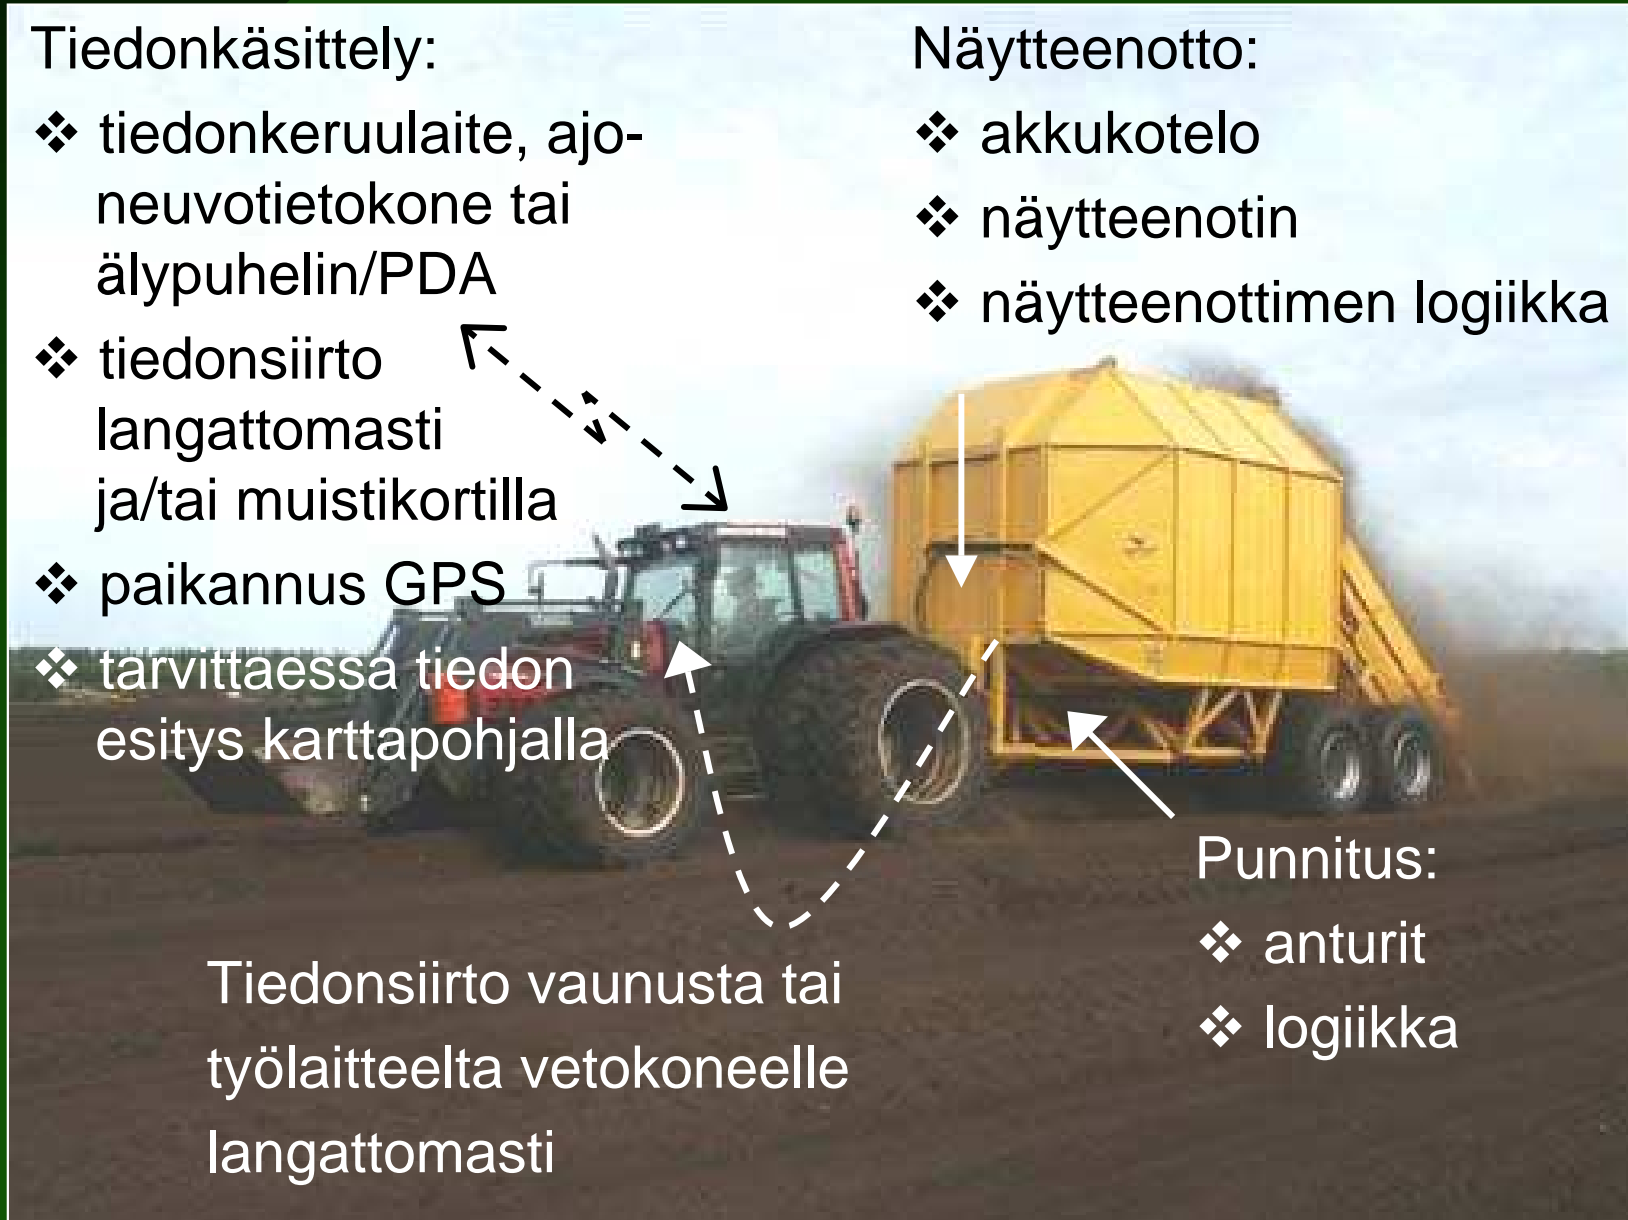 Tiedonkäsittely:
❖ tiedonkeruulaite, ajo-
neuvotietokone tai
älypuhelin/PDA
❖ tiedonsiirto
langattomasti
ja/tai muistikortilla
❖ paikannus GPS
❖ tarvittaessa tiedon
esitys karttapohjalla
Näytteenotto:
❖ akkukotelo
❖ näytteenotin
❖ näytteenottimen logiikka
Punnitus:
❖ anturit
❖ logiikka
Tiedonsiirto vaunusta tai
työlaitteelta vetokoneelle
langattomasti